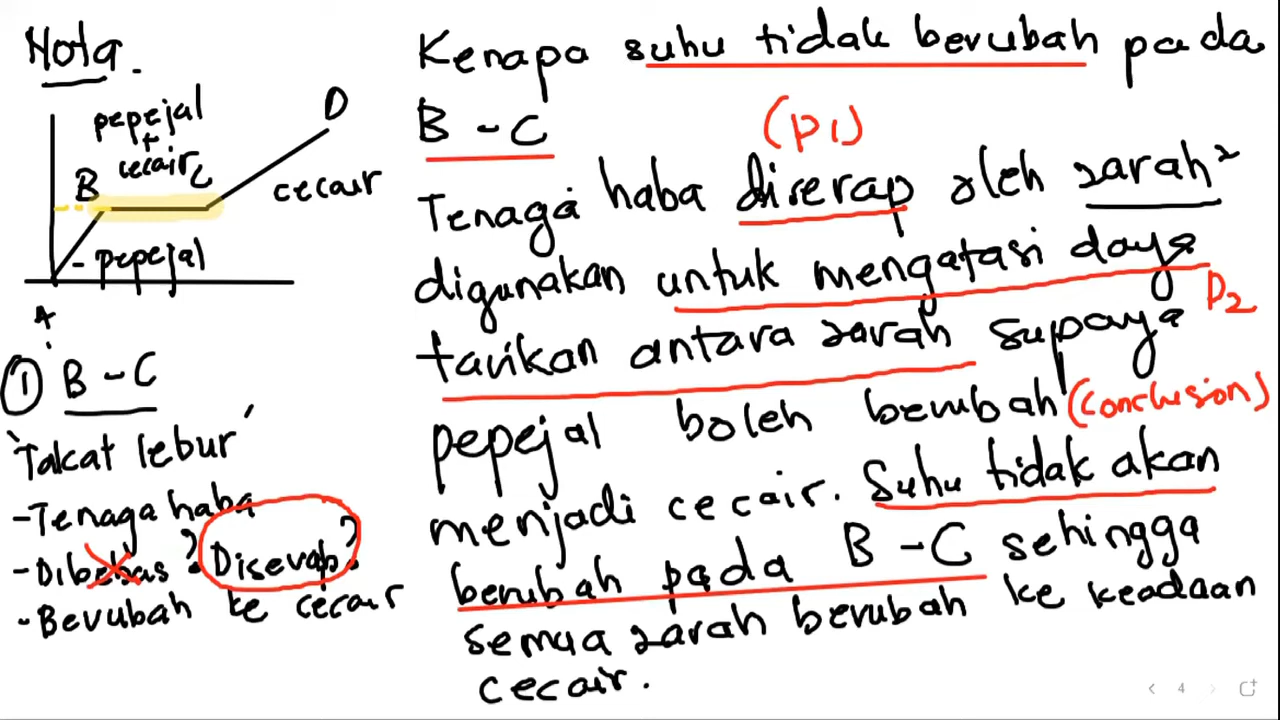 Nota.
pepejal
+
cecair
B
C
D
cecair
- pepejal
A
① B - C
'Takat lebur'
- Tenaga haba
- Dibebas ? Diserap ?
- Berubah ke cecair
Kenapa suhu tidak berubah pada
B - C (P1)
Tenaga haba diserap oleh zarah²
digunakan untuk mengatasi daya
P2
tarikan antara zarah supaya
pepejal boleh berubah (Conclusion)
menjadi cecair. Suhu tidak akan
berubah pada B - C sehingga
semua zarah berubah ke keadaan
cecair.
4